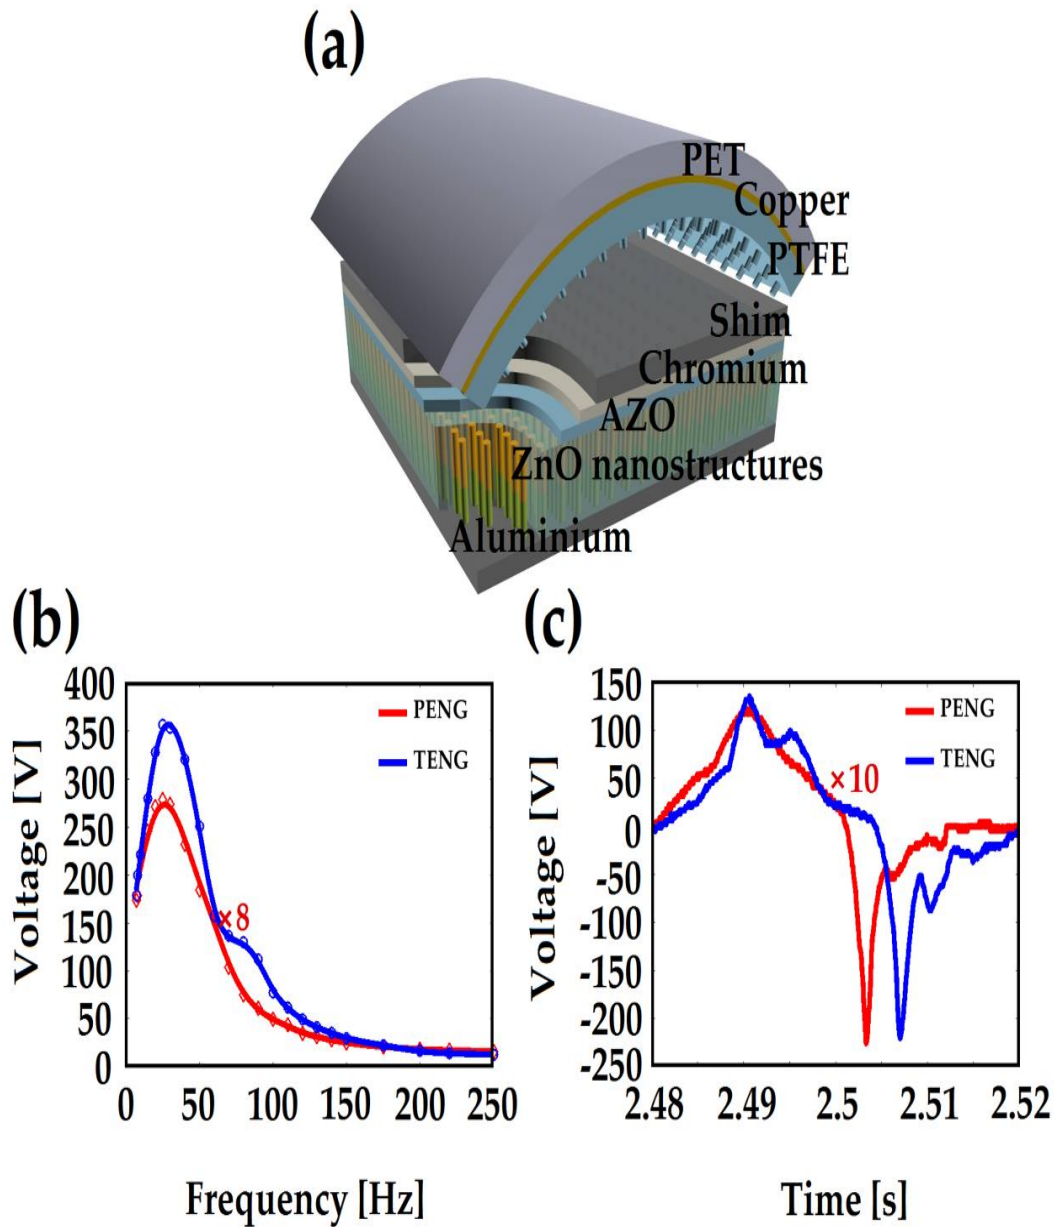 (a)
PET
Copper
PTFE
Shim
Chromium
AZO
ZnO nanostructures
Aluminium
(b)
400
350
300
250
200
150
100
50
0
Voltage [V]
PENG
TENG
×8
0 50 100 150 200 250
Frequency [Hz]
(c)
150
100
50
0
-50
-100
-150
-200
-250
Voltage [V]
PENG
TENG
×10
2.48 2.49 2.5 2.51 2.52
Time [s]